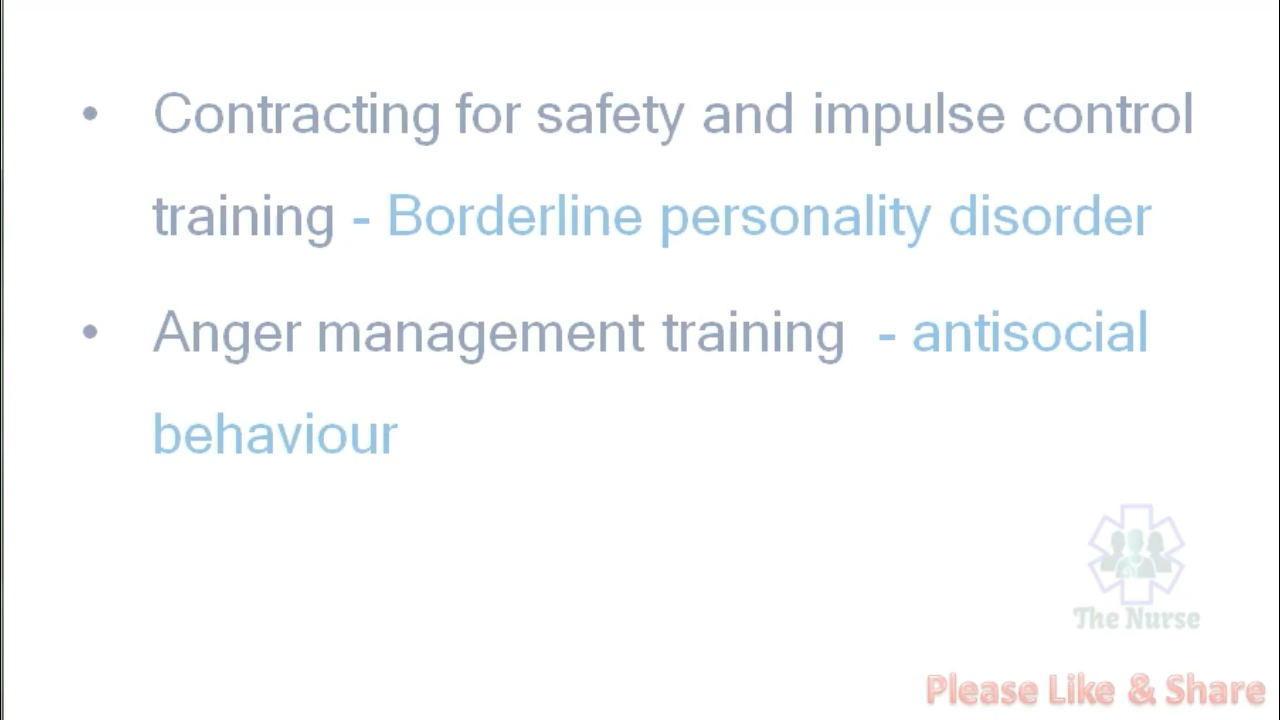 • Contracting for safety and impulse control
training - Borderline personality disorder
• Anger management training - antisocial
behaviour
The Nurse
Please Like & Share